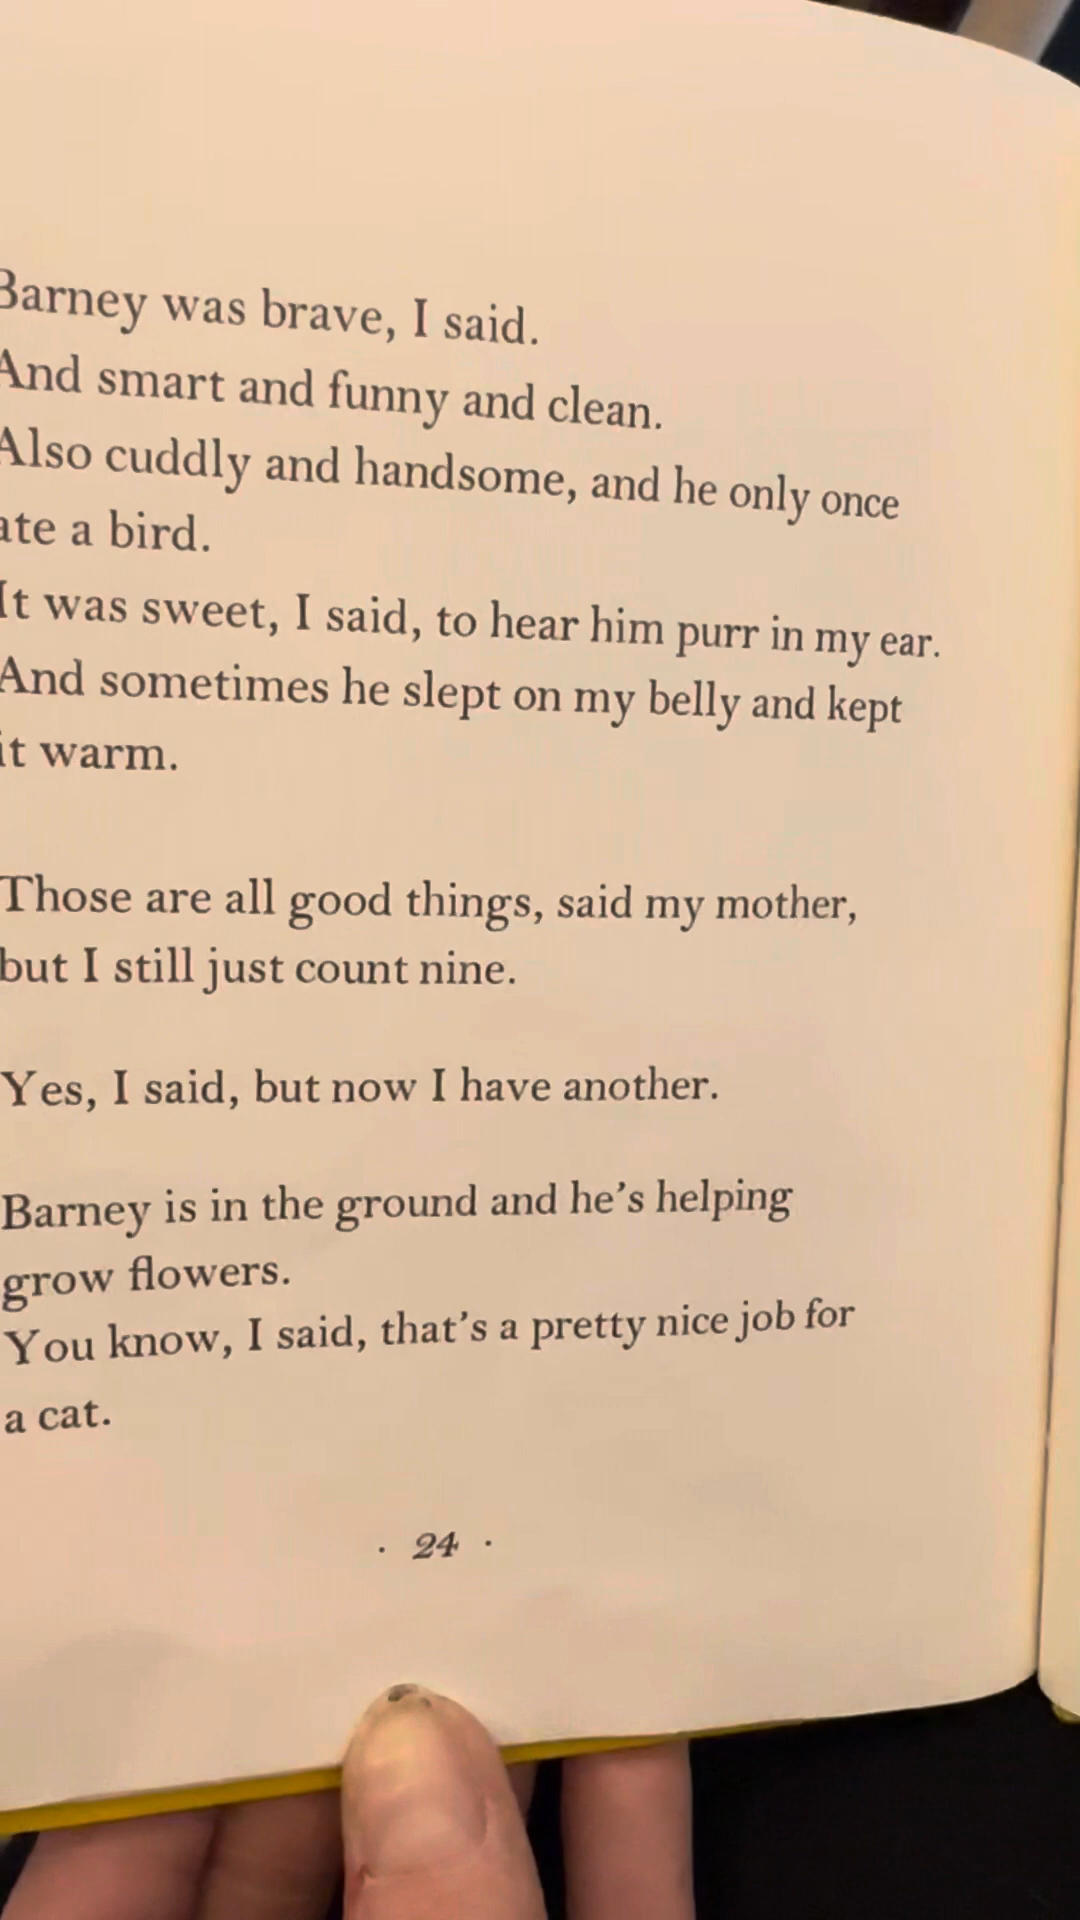 Barney was brave, I said.
And smart and funny and clean.
Also cuddly and handsome, and he only once
ate a bird.
It was sweet, I said, to hear him purr in my ear.
And sometimes he slept on my belly and kept
it warm.
Those are all good things, said my mother,
but I still just count nine.
Yes, I said, but now I have another.
Barney is in the ground and he's helping
grow flowers.
You know, I said, that's a pretty nice job for
a cat.
· 24 ·